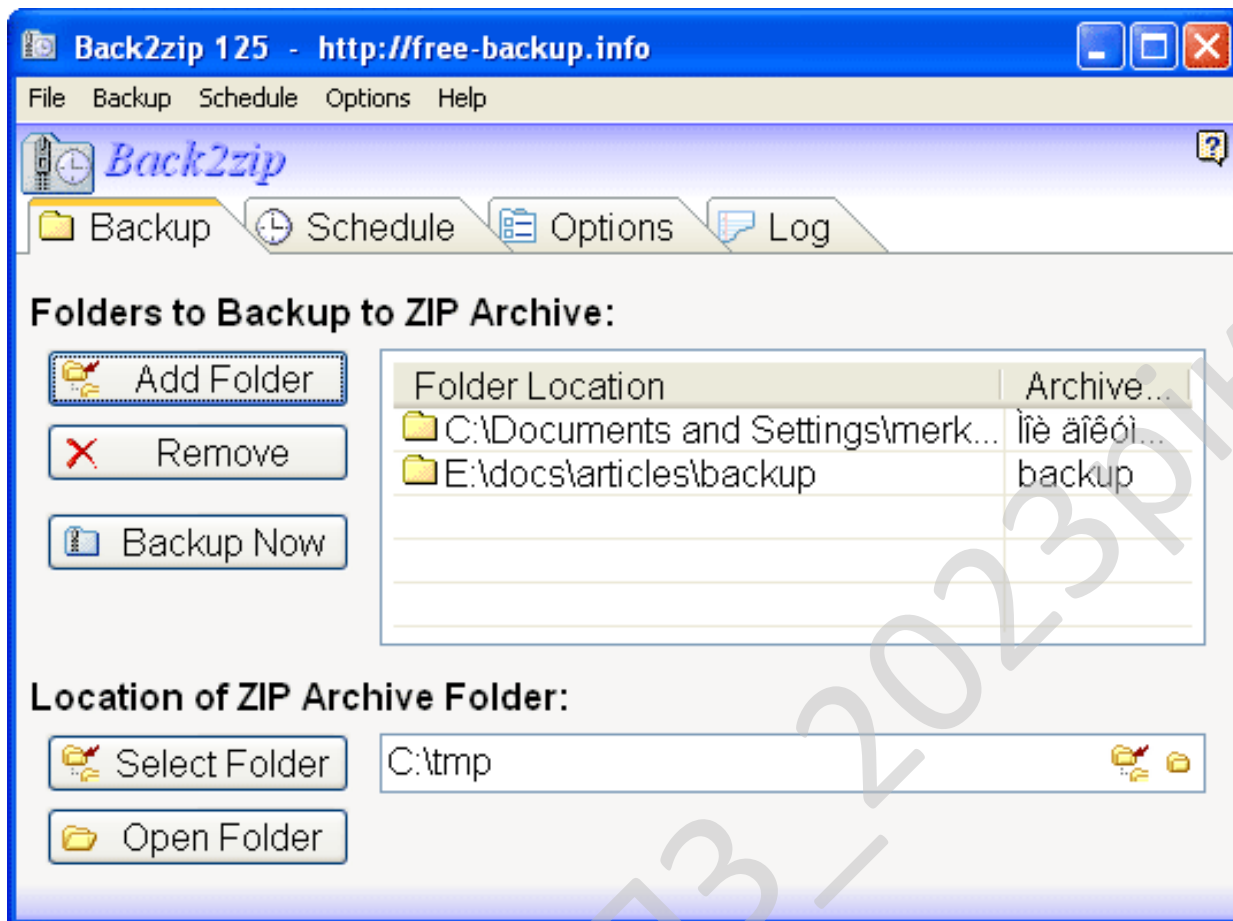 Back2zip 125 - http://free-backup.info
File Backup Schedule Options Help
Back2zip
Backup Schedule Options Log
Folders to Backup to ZIP Archive:
Add Folder
Remove
Backup Now
Folder Location Archive...
C:\Documents and Settings\merk... Ìîè äîêóì...
E:\docs\articles\backup backup
Location of ZIP Archive Folder:
Select Folder C:\tmp
Open Folder